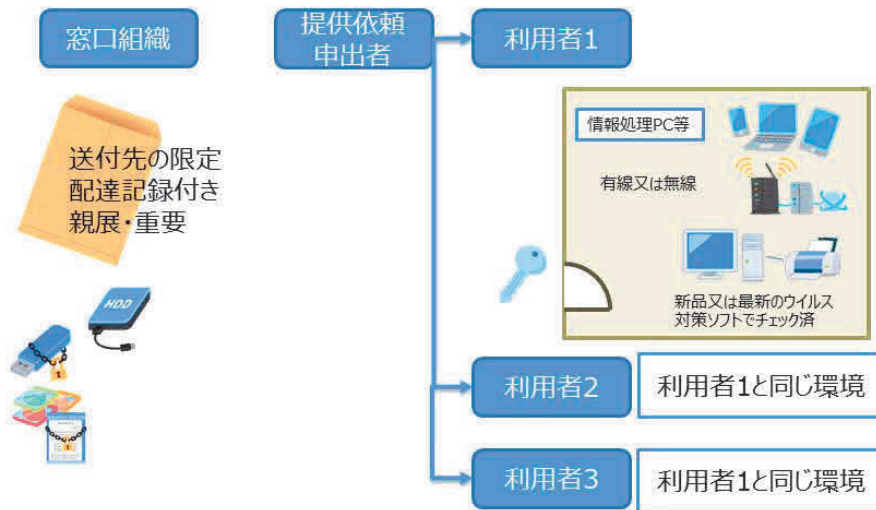 窓口組織
提供依頼
申出者
利用者1
送付先の限定
配達記録付き
親展・重要
HDD
情報処理PC等
有線又は無線
新品又は最新のウイルス
対策ソフトでチェック済
利用者2
利用者1と同じ環境
利用者3
利用者1と同じ環境